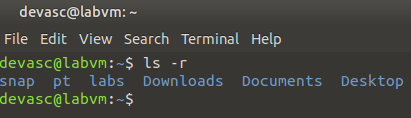 devasc@labvm: ~
File Edit View Search Terminal Help
devasc@labvm:~$ ls -r
snap pt labs Downloads Documents Desktop
devasc@labvm:~$